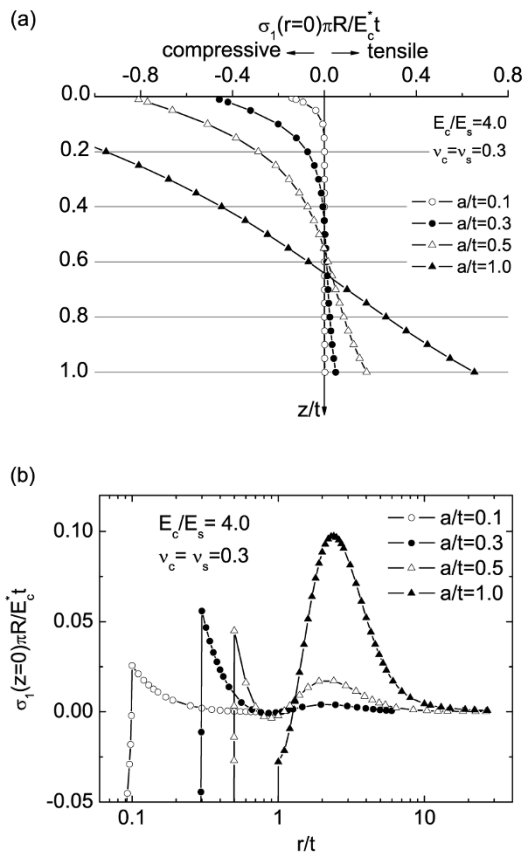 (a)
σ₁(r=0)πR/E*ct
compressive ← → tensile
-0.8 -0.4 0.0 0.4 0.8
0.0
0.2
0.4
0.6
0.8
1.0
Ec/Es=4.0
νc=νs=0.3
a/t=0.1
a/t=0.3
a/t=0.5
a/t=1.0
z/t
(b)
Ec/Es= 4.0
νc= νs=0.3
a/t=0.1
a/t=0.3
a/t=0.5
a/t=1.0
σ₁(z=0)πR/E*ct
0.10
0.05
0.00
-0.05
0.1 1 10
r/t